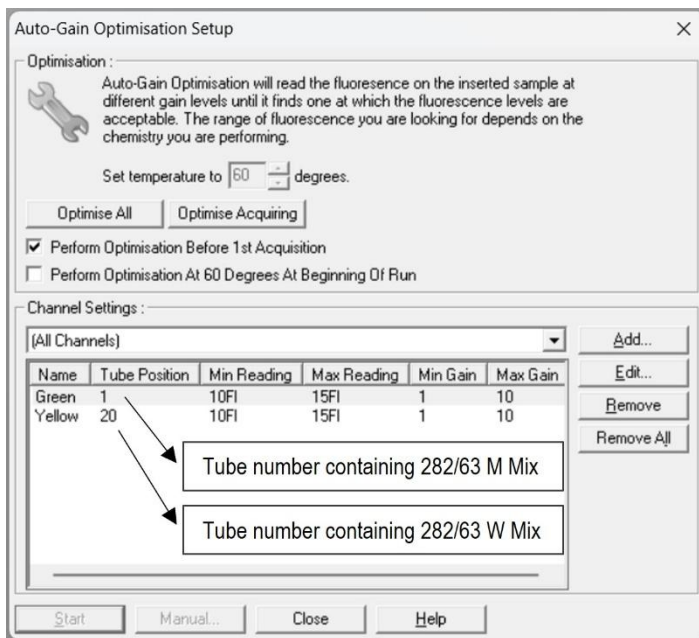 Auto-Gain Optimisation Setup
Optimisation :
Auto-Gain Optimisation will read the fluoresence on the inserted sample at
different gain levels until it finds one at which the fluorescence levels are
acceptable. The range of fluorescence you are looking for depends on the
chemistry you are performing.
Set temperature to 60 degrees.
Optimise All Optimise Acquiring
Perform Optimisation Before 1st Acquisition
Perform Optimisation At 60 Degrees At Beginning Of Run
Channel Settings :
(All Channels) Add...
Name Tube Position Min Reading Max Reading Min Gain Max Gain Edit...
Green 1 10Fl 15Fl 1 10 Remove
Yellow 20 10Fl 15Fl 1 10
Remove All
Tube number containing 282/63 M Mix
Tube number containing 282/63 W Mix
Start Manual... Close Help